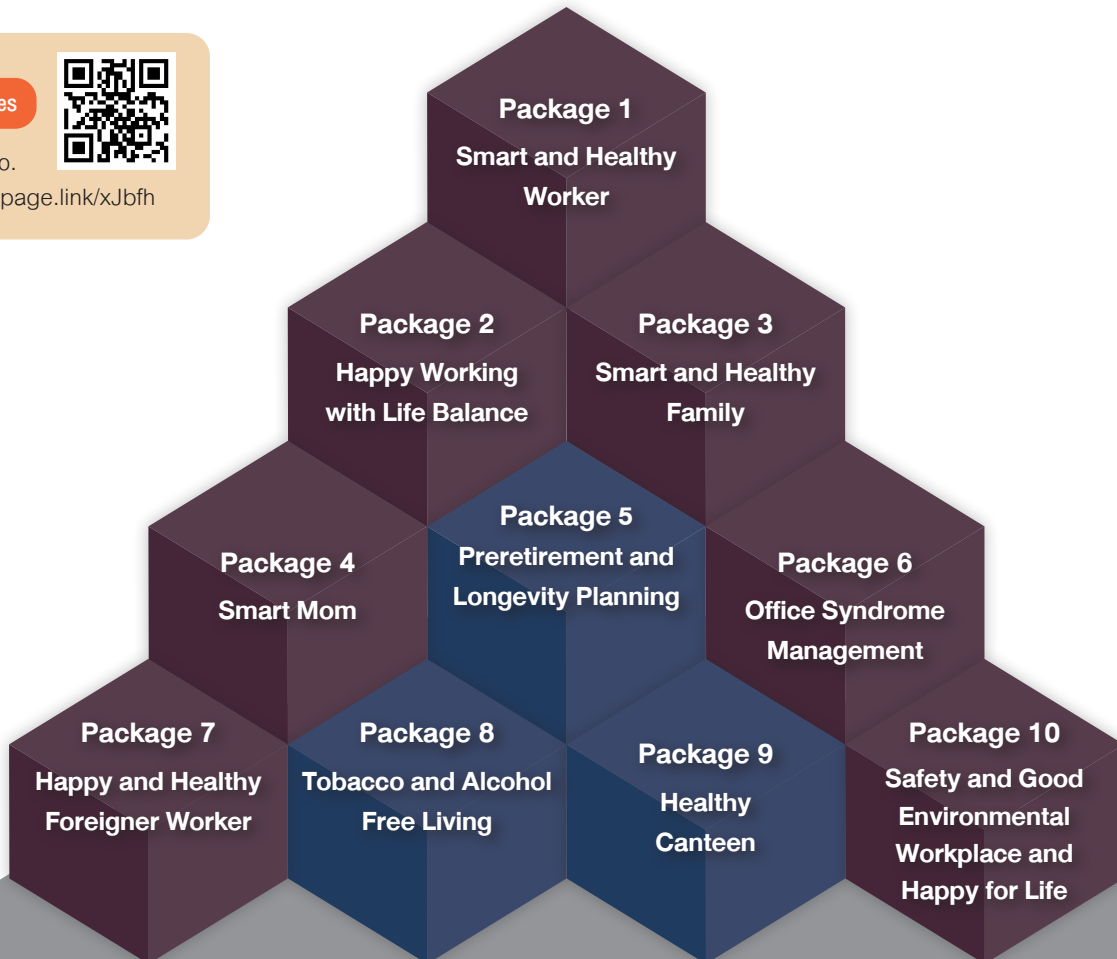 es
o.
page.link/xJbfh
Package 1
Smart and Healthy
Worker
Package 2
Happy Working
with Life Balance
Package 3
Smart and Healthy
Family
Package 4
Smart Mom
Package 5
Preretirement and
Longevity Planning
Package 6
Office Syndrome
Management
Package 7
Happy and Healthy
Foreigner Worker
Package 8
Tobacco and Alcohol
Free Living
Package 9
Healthy
Canteen
Package 10
Safety and Good
Environmental
Workplace and
Happy for Life